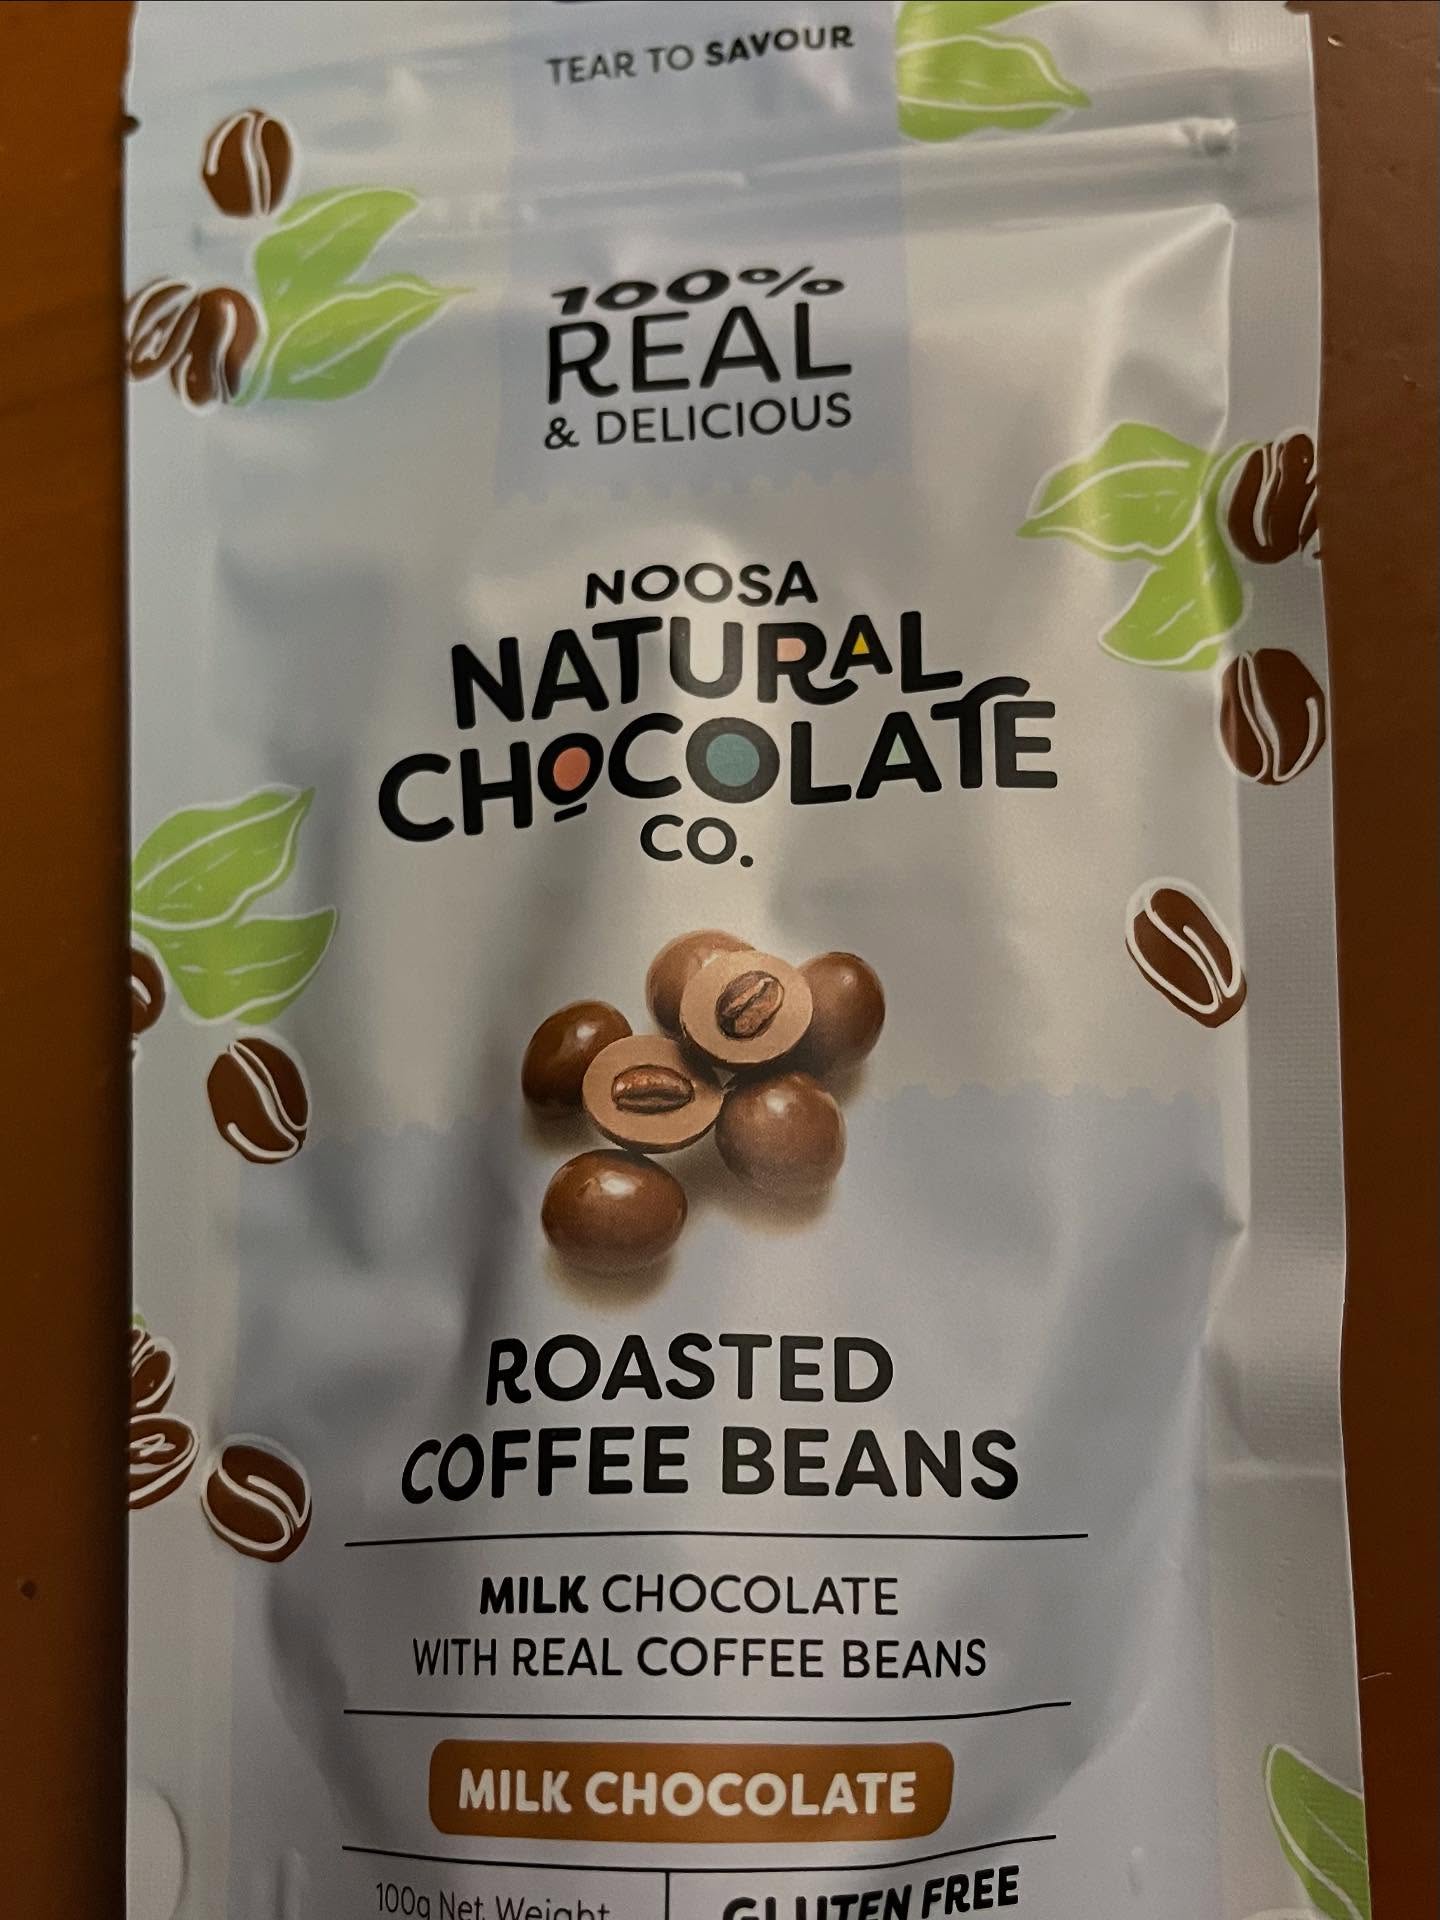 TEAR TO SAVOUR
100%
REAL
& DELICIOUS
NOOSA
NATURAL
CHOCOLATE
CO.
ROASTED
COFFEE BEANS
MILK CHOCOLATE
WITH REAL COFFEE BEANS
MILK CHOCOLATE
100g Net Weight
GLUTEN FREE